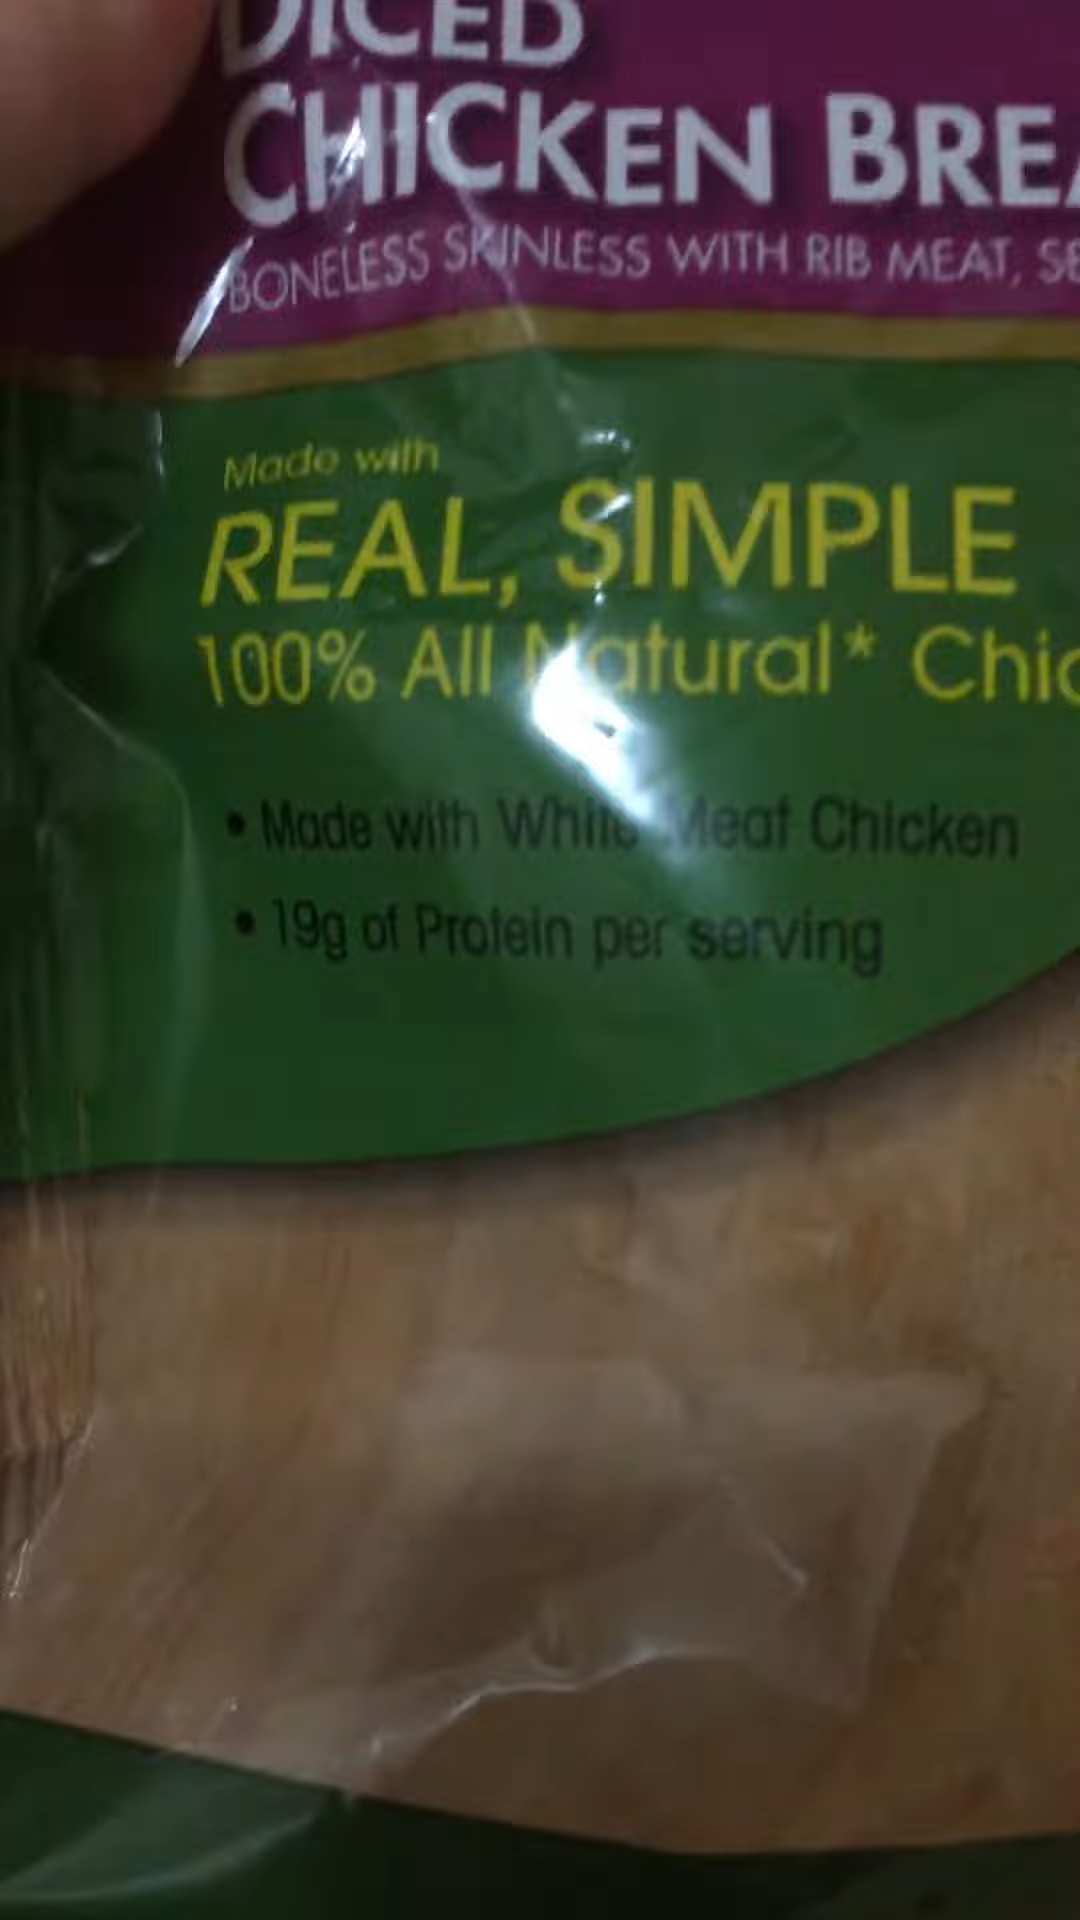 DICED
CHICKEN BREA
BONELESS SKINLESS WITH RIB MEAT, SE
Made with
REAL, SIMPLE
100% All Natural* Chic
• Made with White Meat Chicken
• 19g of Protein per serving